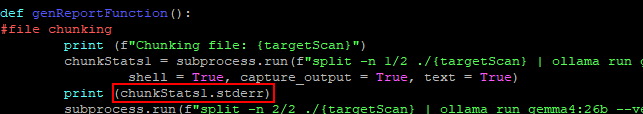 def genReportFunction():
#file chunking
print (f"Chunking file: {targetScan}")
chunkStats1 = subprocess.run(f"split -n 1/2 ./{targetScan} | ollama run g
shell = True, capture_output = True, text = True)
print (chunkStats1.stderr)
subprocess.run(f"split -n 2/2 ./{targetScan} | ollama run gemma4:26b --ve